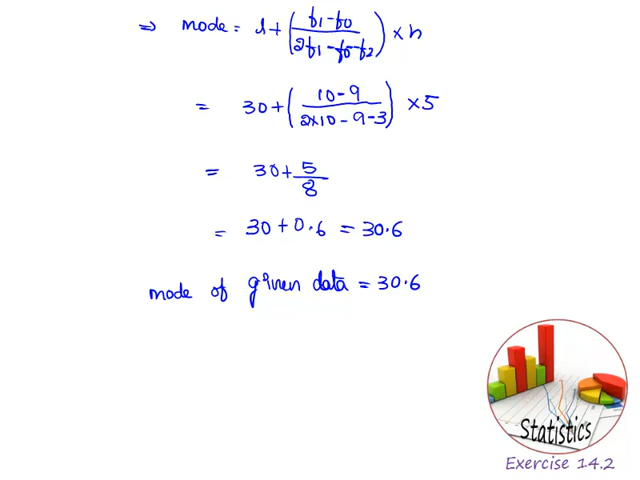 ⇒ mode = l + (f1 - f0 / 2f1 - f0 - f2) × h
= 30 + (10 - 9 / 2×10 - 9 - 3) × 5
= 30 + 5/8
= 30 + 0.6 = 30.6
mode of given data = 30.6
Statistics
Exercise 14.2